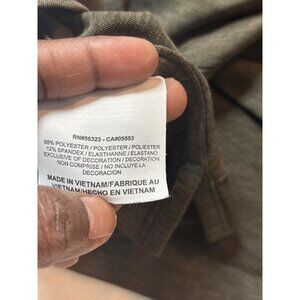 RN#56323 - CA#05553
88% POLYESTER / POLYESTER / POLIESTER
12% SPANDEX / ELASTHANNE / ELASTANO
EXCLUSIVE OF DECORATION / DECORATION
NON COMPRISE / NO INCLUYE LA
DECORACION
MADE IN VIETNAM/FABRIQUE AU
VIETNAM/HECHO EN VIETNAM